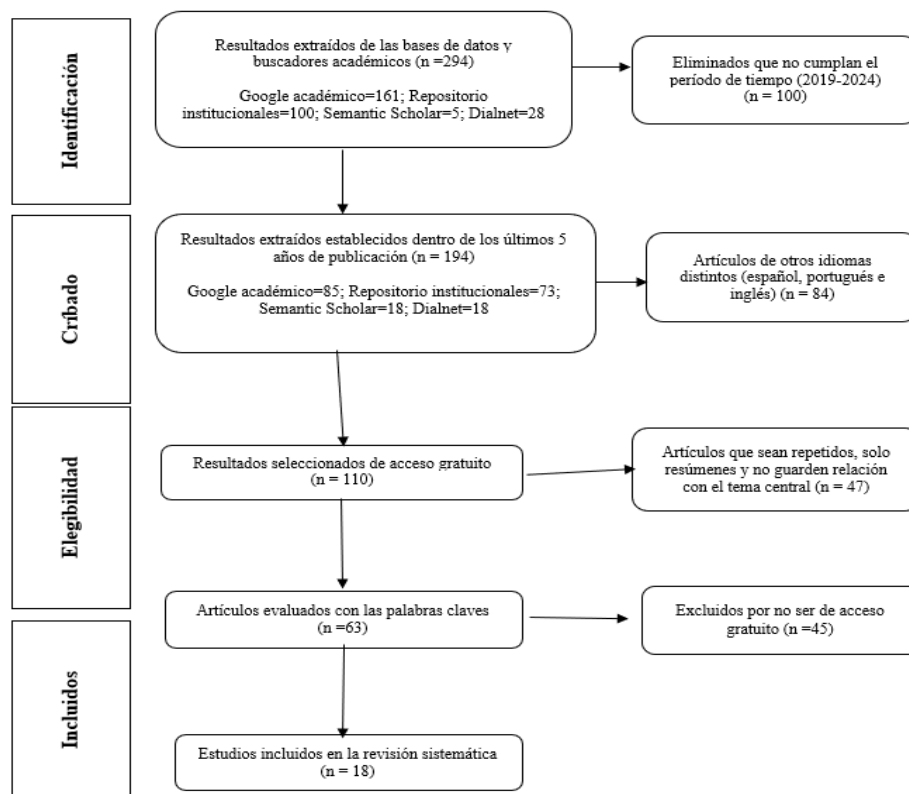 Identificación
Resultados extraídos de las bases de datos y
buscadores académicos (n =294)
Google académico=161; Repositorio
institucionales=100; Semantic Scholar=5; Dialnet=28
Eliminados que no cumplan el
período de tiempo (2019-2024)
(n = 100)
Cribado
Resultados extraídos establecidos dentro de los últimos 5
años de publicación (n = 194)
Google académico=85; Repositorio institucionales=73;
Semantic Scholar=18; Dialnet=18
Artículos de otros idiomas
distintos (español, portugués e
inglés) (n = 84)
Elegibilidad
Resultados seleccionados de acceso gratuito
(n = 110)
Artículos que sean repetidos, solo
resúmenes y no guarden relación
con el tema central (n = 47)
Artículos evaluados con las palabras claves
(n =63)
Excluidos por no ser de acceso
gratuito (n =45)
Incluidos
Estudios incluidos en la revisión sistemática
(n = 18)